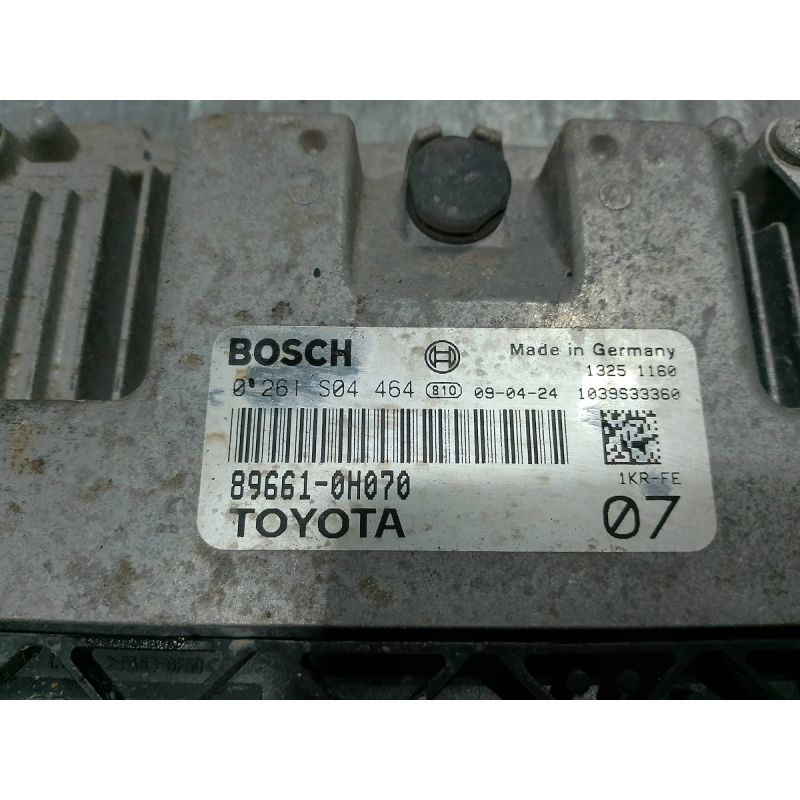 BOSCH Made in Germany
1325 1160
0 261 S04 464 810 09-04-24 1039S33360
89661-0H070 1KR-FE
TOYOTA 07